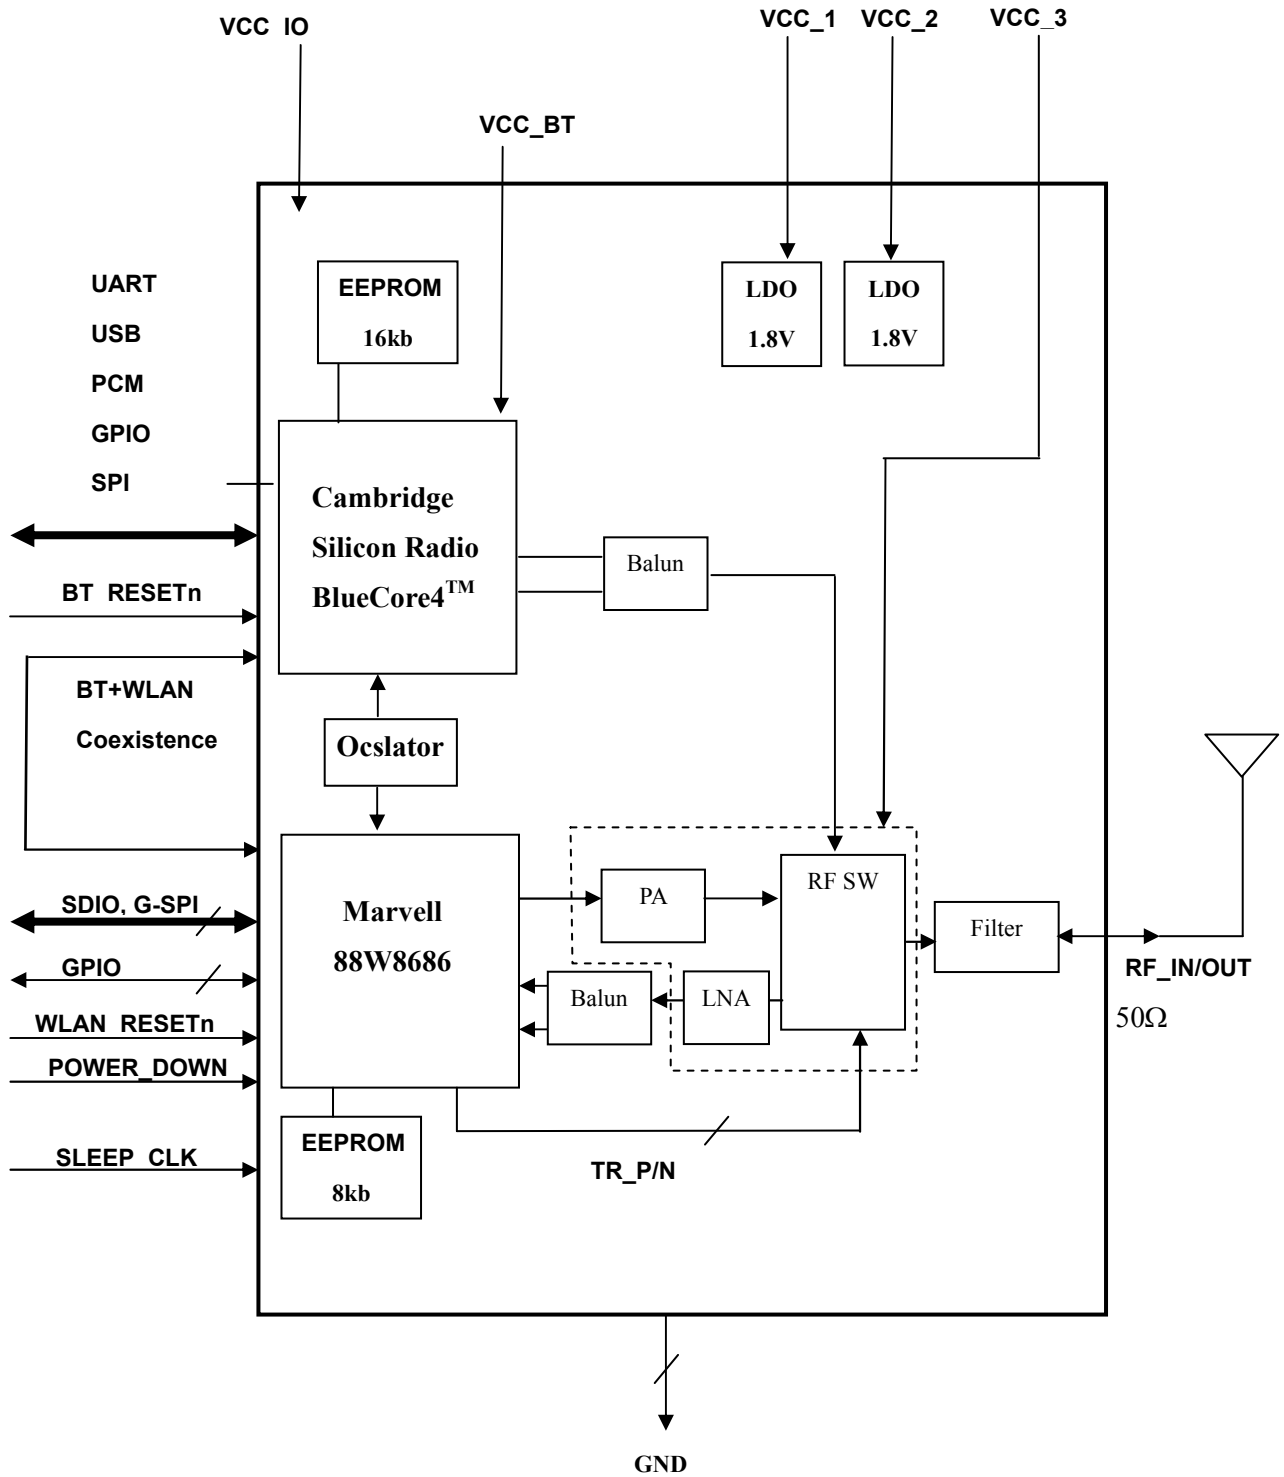 VCC IO
VCC_1
VCC_2
VCC_3
VCC_BT
UART
USB
PCM
GPIO
SPI
EEPROM
16kb
LDO
1.8V
LDO
1.8V
Cambridge
Silicon Radio
BlueCore4TM
Balun
BT RESETn
BT+WLAN
Coexistence
Ocslator
Marvell
88W8686
PA
RF SW
Filter
Balun
LNA
RF_IN/OUT
50Ω
SDIO, G-SPI
GPIO
WLAN RESETn
POWER_DOWN
SLEEP CLK
EEPROM
8kb
TR_P/N
GND